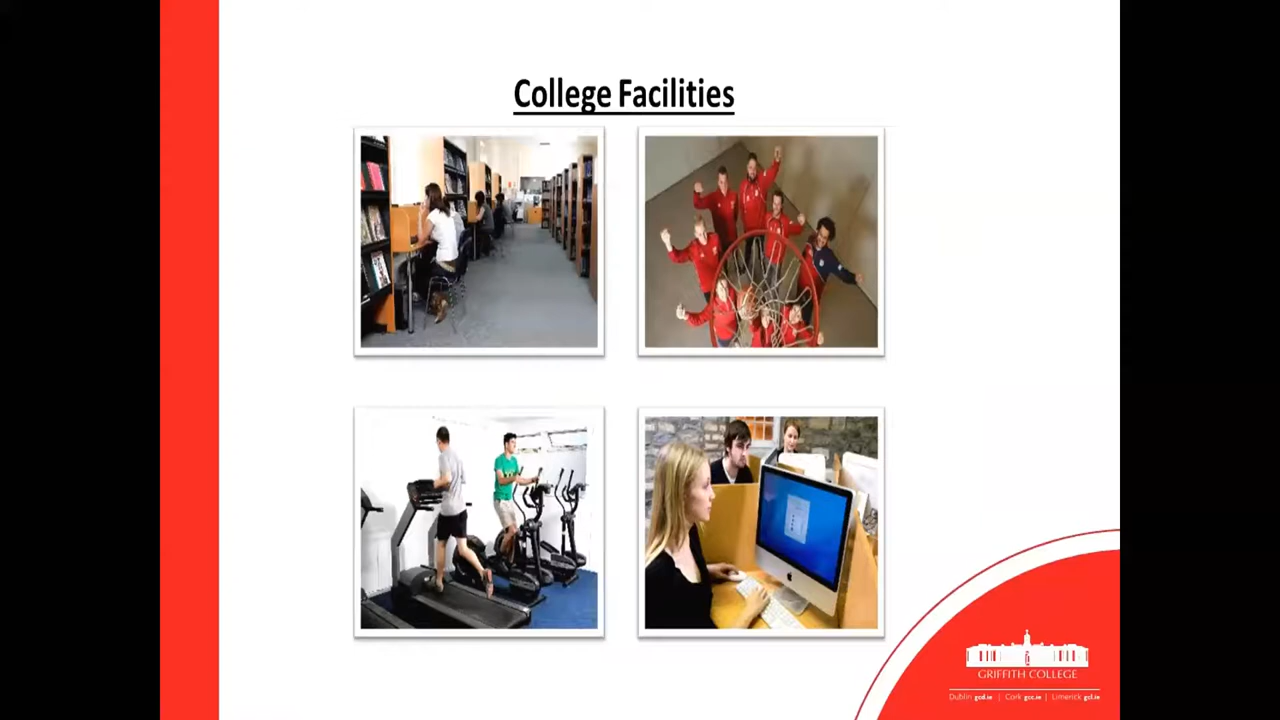 College Facilities
GRIFFITH COLLEGE
Dublin gcd.ie | Cork gcc.ie | Limerick gcl.ie